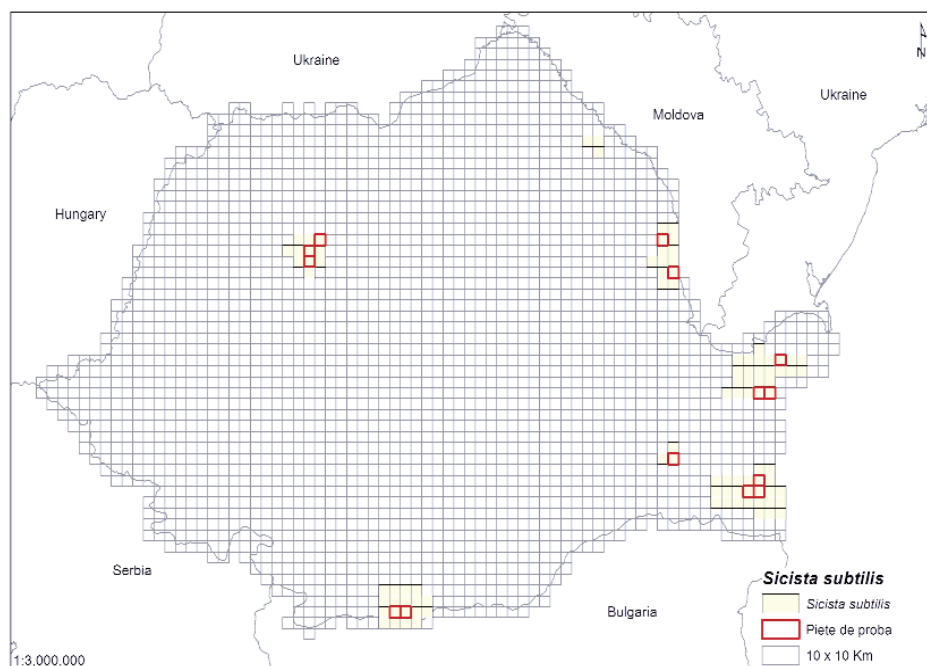 Ukraine
N
Moldova
Ukraine
Hungary
Serbia
Bulgaria
Sicista subtilis
Sicista subtilis
Piete de proba
10 x 10 Km
1:3.000.000